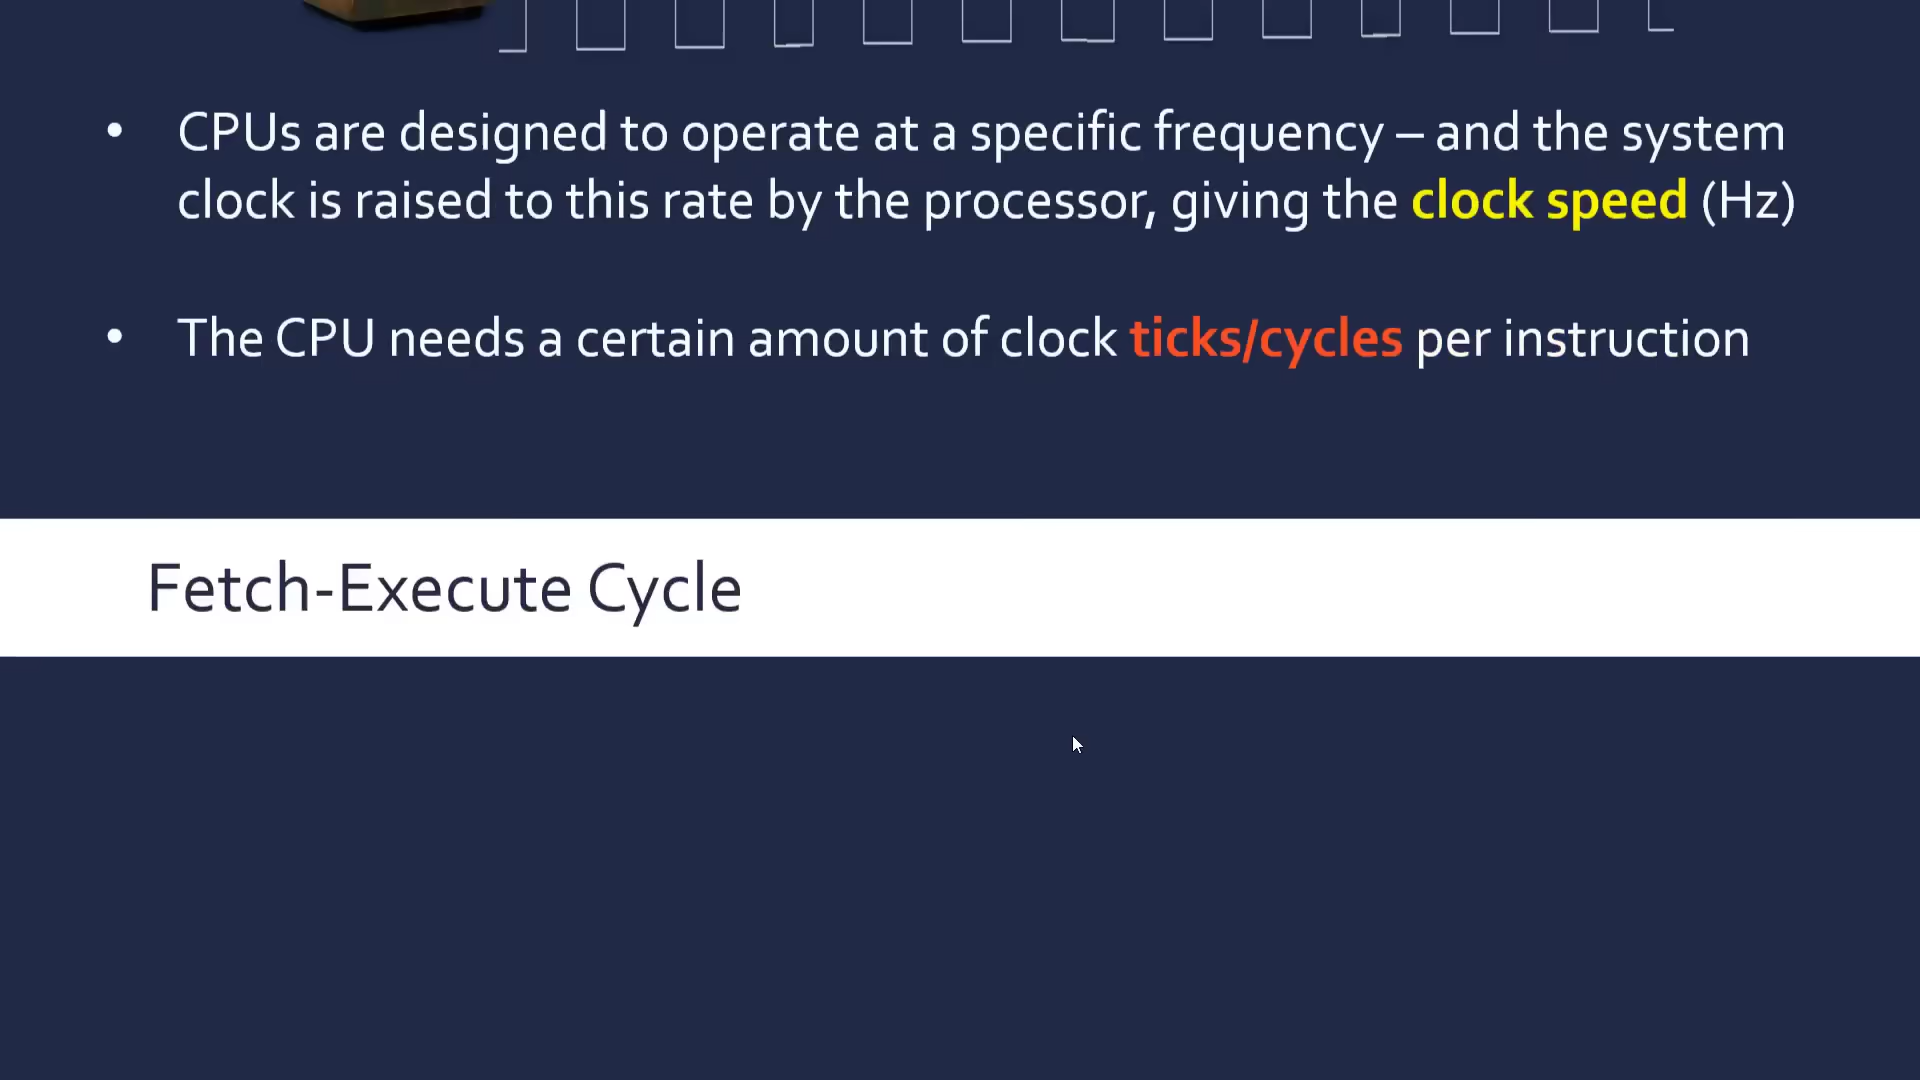 • CPUs are designed to operate at a specific frequency – and the system
clock is raised to this rate by the processor, giving the clock speed (Hz)
• The CPU needs a certain amount of clock ticks/cycles per instruction
Fetch-Execute Cycle